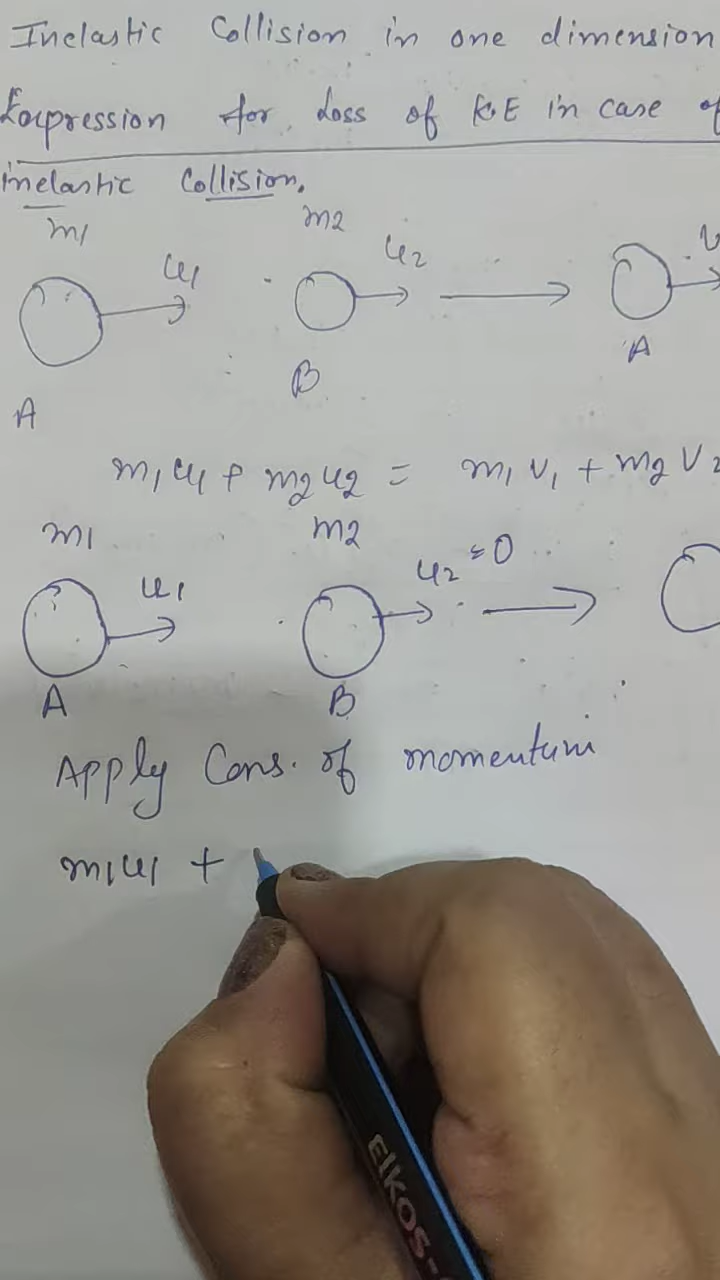 Inelastic Collision in one dimension
Expression for Loss of K.E in case of
inelastic Collision.
m1 m2
u1 u2 v
A B A
m1u1 + m2u2 = m1v1 + m2v2
m1 m2
u1 u2=0
A B
Apply Cons. of momentum
m1u1 +
ElkOS-